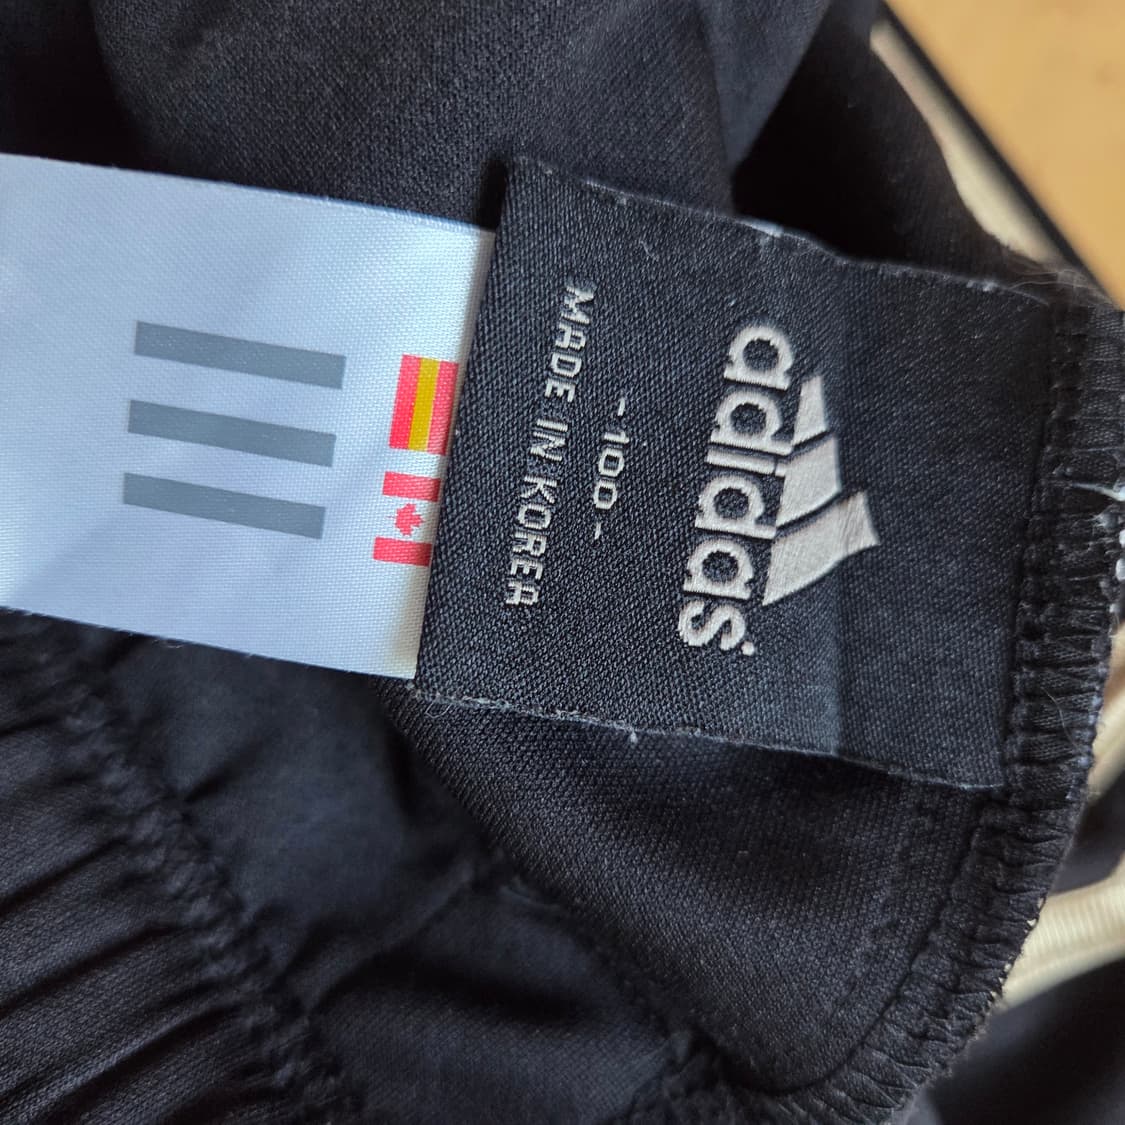 adidas
-100-
MADE IN KOREA